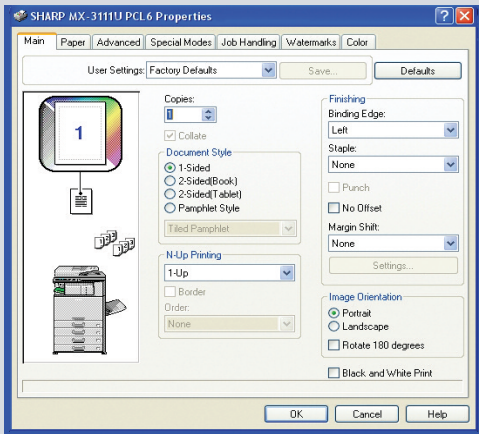 SHARP MX-3111U PCL6 Properties
Main Paper Advanced Special Modes Job Handling Watermarks Color
User Settings: Factory Defaults Save... Defaults
1
Copies:
1
Collate
Document Style
1-Sided
2-Sided(Book)
2-Sided(Tablet)
Pamphlet Style
Tiled Pamphlet
N-Up Printing
1-Up
Border
Order:
None
Finishing
Binding Edge:
Left
Staple:
None
Punch
No Offset
Margin Shift:
None
Settings...
Image Orientation
Portrait
Landscape
Rotate 180 degrees
Black and White Print
OK Cancel Help